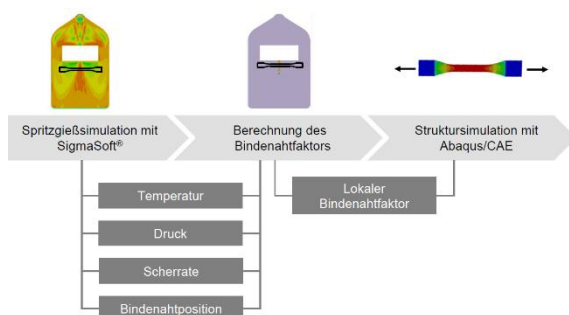 Spritzgießsimulation mit
SigmaSoft®
Berechnung des
Bindenahtfaktors
Struktursimulation mit
Abaqus/CAE
Temperatur
Druck
Scherrate
Bindenahtposition
Lokaler
Bindenahtfaktor